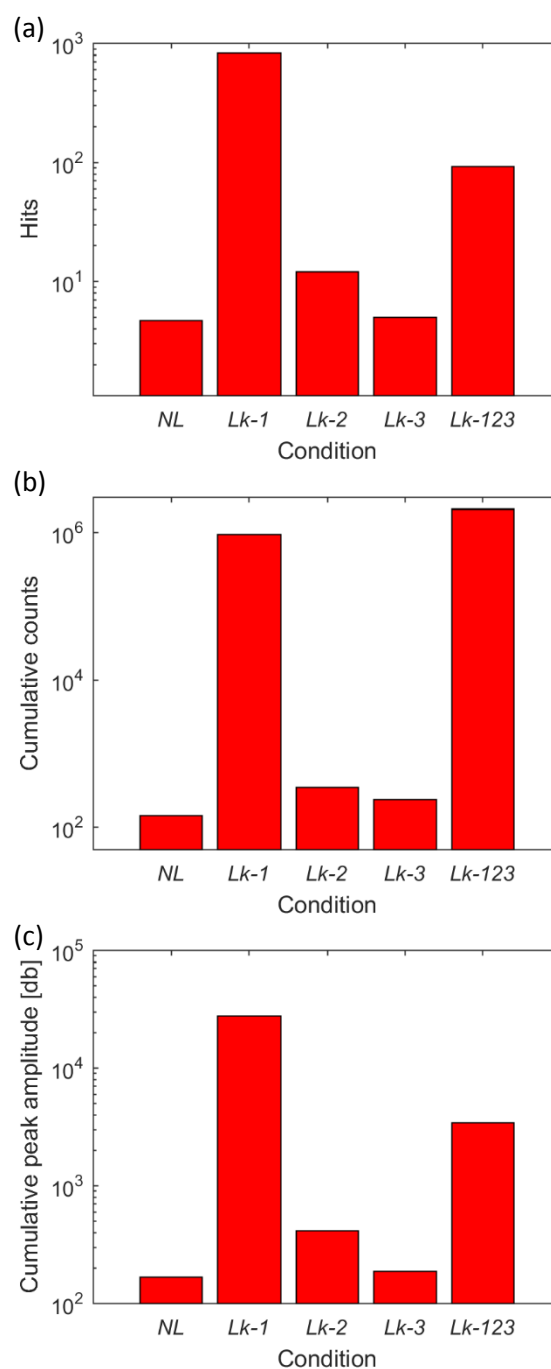 (a)
10³
10²
10¹
Hits
NL Lk-1 Lk-2 Lk-3 Lk-123
Condition
(b)
10⁶
10⁴
10²
Cumulative counts
NL Lk-1 Lk-2 Lk-3 Lk-123
Condition
(c)
10⁵
10⁴
10³
10²
Cumulative peak amplitude [db]
NL Lk-1 Lk-2 Lk-3 Lk-123
Condition